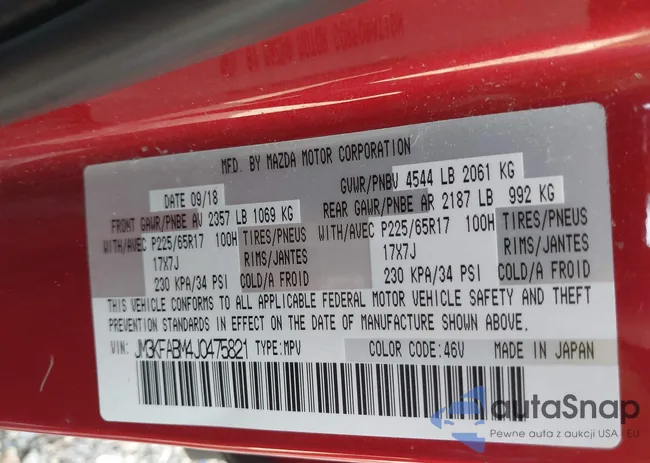 MFD. BY MAZDA MOTOR CORPORATION
DATE 09/18
GVWR/PNBV 4544 LB 2061 KG
FRONT GAWR/PNBE AV 2357 LB 1069 KG
REAR GAWR/PNBE AR 2187 LB 992 KG
WITH/AVEC P225/65R17 100H TIRES/PNEUS WITH/AVEC P225/65R17 100H TIRES/PNEUS
17X7J RIMS/JANTES 17X7J RIMS/JANTES
230 KPA/34 PSI COLD/A FROID 230 KPA/34 PSI COLD/A FROID
THIS VEHICLE CONFORMS TO ALL APPLICABLE FEDERAL MOTOR VEHICLE SAFETY AND THEFT
PREVENTION STANDARDS IN EFFECT ON THE DATE OF MANUFACTURE SHOWN ABOVE.
VIN: JM3KFABM4J0475821 TYPE:MPV COLOR CODE:46V MADE IN JAPAN
autaSnap
Pewne auta z aukcji USA i EU